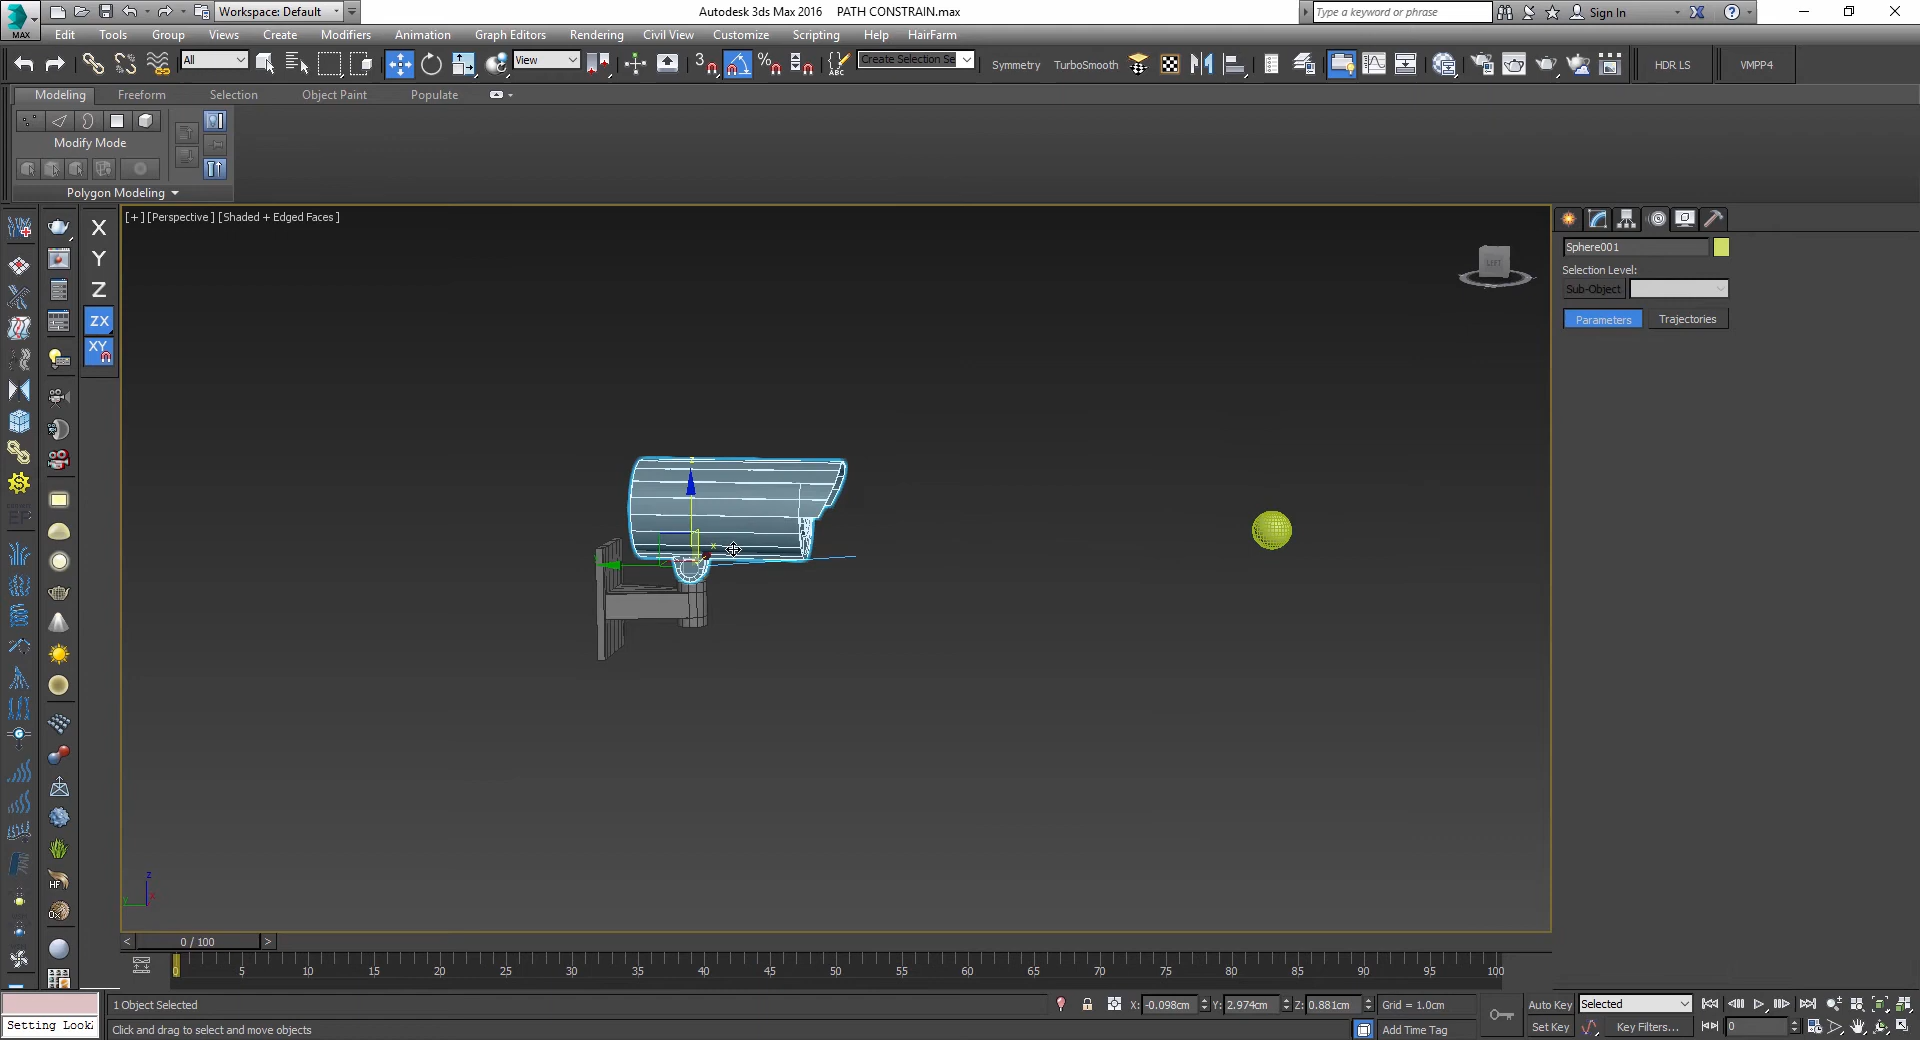 MAX
Workspace: Default
Autodesk 3ds Max 2016 PATH CONSTRAIN.max
Type a keyword or phrase
Sign In
Edit Tools Group Views Create Modifiers Animation Graph Editors Rendering Civil View Customize Scripting Help HairFarm
All
View
3
%
ABC
Create Selection Se
Symmetry
TurboSmooth
HDR LS
VMPP4
Modeling Freeform Selection Object Paint Populate
Modify Mode
Polygon Modeling
[+] [Perspective ] [Shaded + Edged Faces ]
X
Y
Z
ZX
XY
Sphere001
Selection Level:
Sub-Object
Parameters
Trajectories
LEFT
EP
HF
z
x
z
0 / 100
0 5 10 15 20 25 30 35 40 45 50 55 60 65 70 75 80 85 90 95 100
1 Object Selected
X: -0.098cm Y: 2.974cm Z: 0.881cm Grid = 1.0cm
Auto Key
Selected
Setting Look
Click and drag to select and move objects
Add Time Tag
Set Key
Key Filters...
0